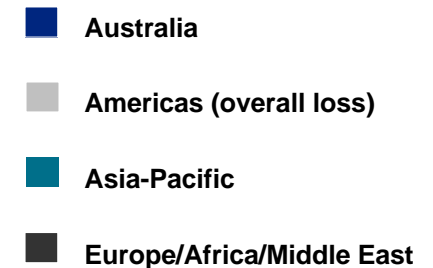 Australia
Americas (overall loss)
Asia-Pacific
Europe/Africa/Middle East